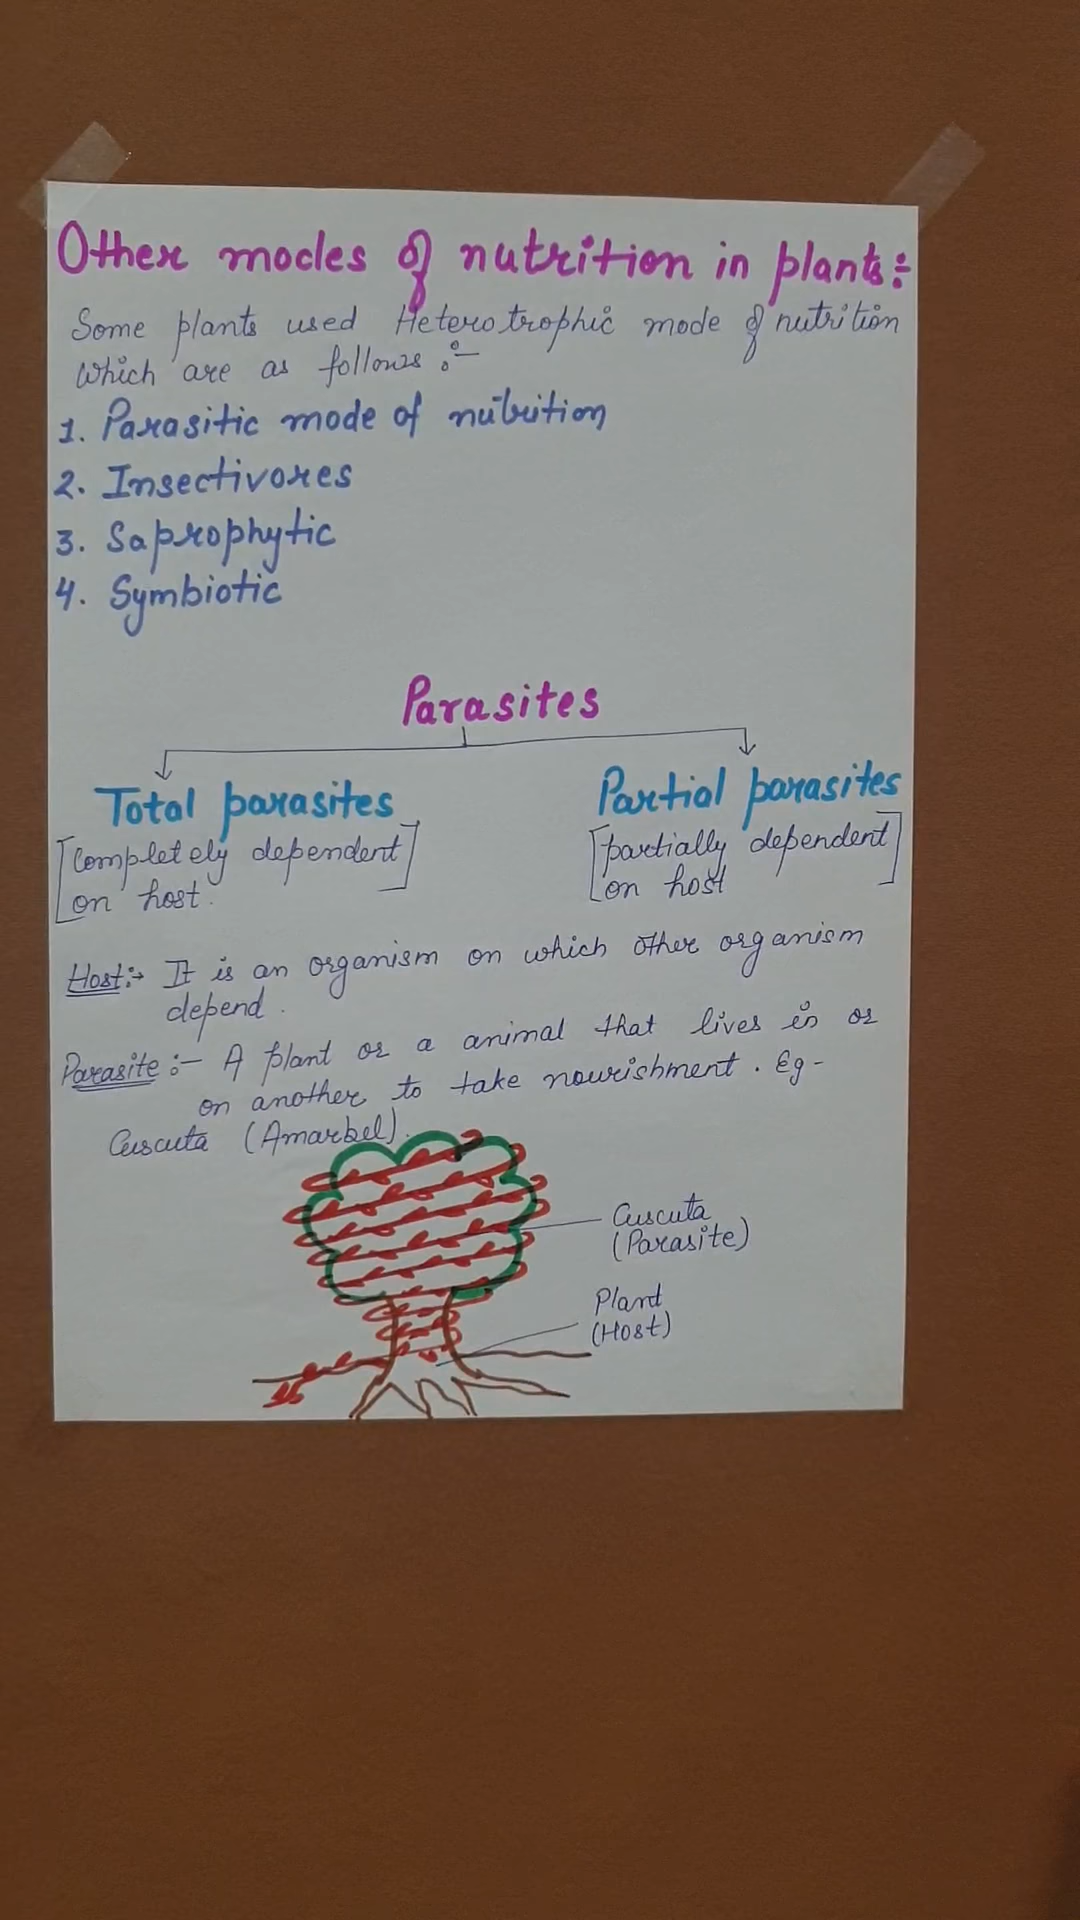 Other modes of nutrition in plants:-
Some plants used Heterotrophic mode of nutrition
which are as follows :-
1. Parasitic mode of nutrition
2. Insectivores
3. Saprophytic
4. Symbiotic
Parasites
Total parasites
[Completely dependent
on host.]
Partial parasites
[partially dependent
on host]
Host:- It is an organism on which other organism
depend.
Parasite:- A plant or a animal that lives in or
on another to take nourishment. Eg-
Cuscuta (Amarbel).
Cuscuta
(Parasite)
Plant
(Host)